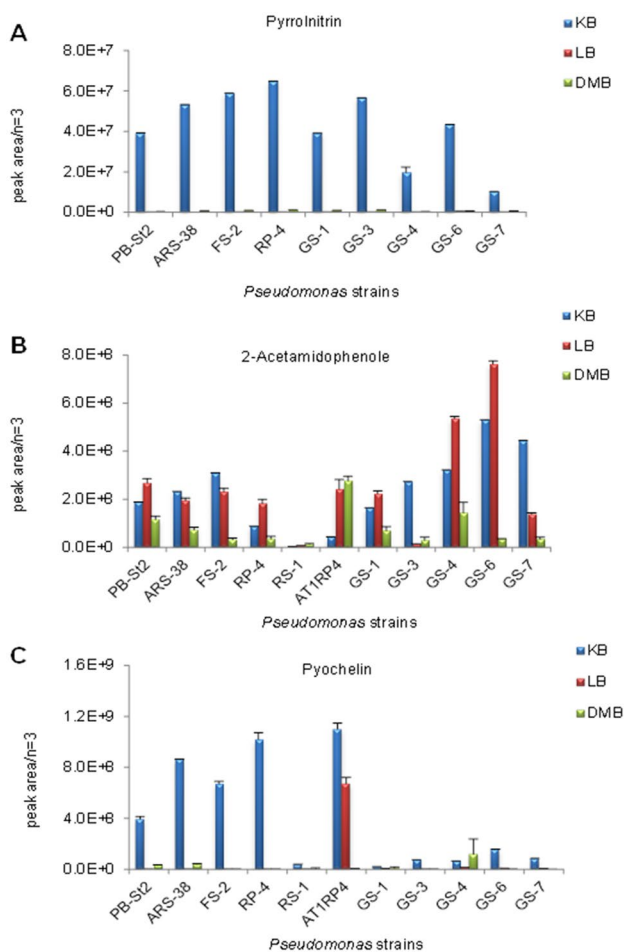 A
Pyrrolnitrin
KB
LB
DMB
8.0E+7
6.0E+7
4.0E+7
2.0E+7
0.0E+0
peak area/n=3
PB-St2
ARS-38
FS-2
RP-4
GS-1
GS-3
GS-4
GS-6
GS-7
Pseudomonas strains
B
2-Acetamidophenole
KB
LB
DMB
8.0E+8
6.0E+8
4.0E+8
2.0E+8
0.0E+0
peak area/n=3
PB-St2
ARS-38
FS-2
RP-4
RS-1
AT1RP4
GS-1
GS-3
GS-4
GS-6
GS-7
Pseudomonas strains
C
Pyochelin
KB
LB
DMB
1.6E+9
1.2E+9
8.0E+8
4.0E+8
0.0E+0
peak area/n=3
PB-St2
ARS-38
FS-2
RP-4
RS-1
AT1RP4
GS-1
GS-3
GS-4
GS-6
GS-7
Pseudomonas strains